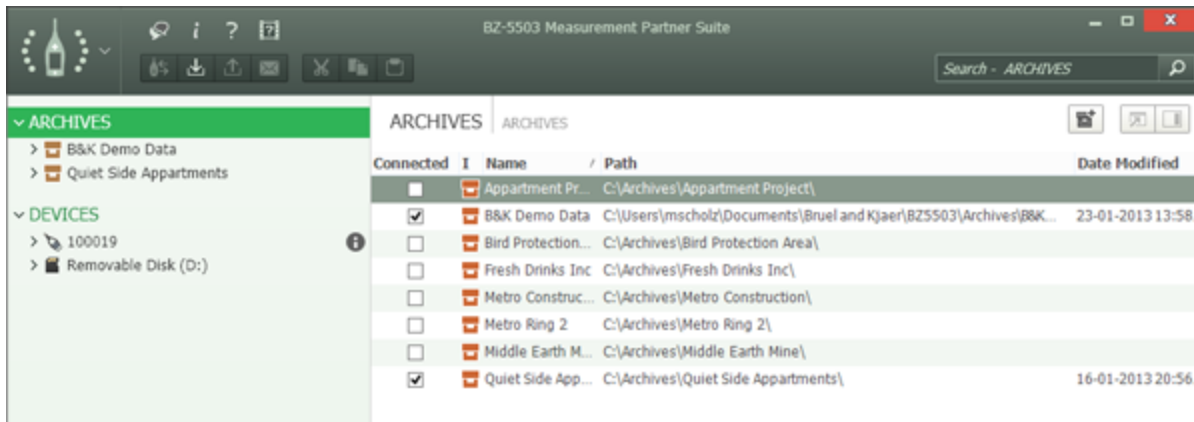 BZ-5503 Measurement Partner Suite
Search - ARCHIVES
ARCHIVES
B&K Demo Data
Quiet Side Appartments
DEVICES
100019
Removable Disk (D:)
ARCHIVES ARCHIVES
Connected I Name / Path Date Modified
Appartment Pr... C:\Archives\Appartment Project\
B&K Demo Data C:\Users\mscholz\Documents\Bruel and Kjaer\BZ5503\Archives\B&K... 23-01-2013 13:58
Bird Protection... C:\Archives\Bird Protection Area\
Fresh Drinks Inc C:\Archives\Fresh Drinks Inc\
Metro Construc... C:\Archives\Metro Construction\
Metro Ring 2 C:\Archives\Metro Ring 2\
Middle Earth M... C:\Archives\Middle Earth Mine\
Quiet Side App... C:\Archives\Quiet Side Appartments\ 16-01-2013 20:56